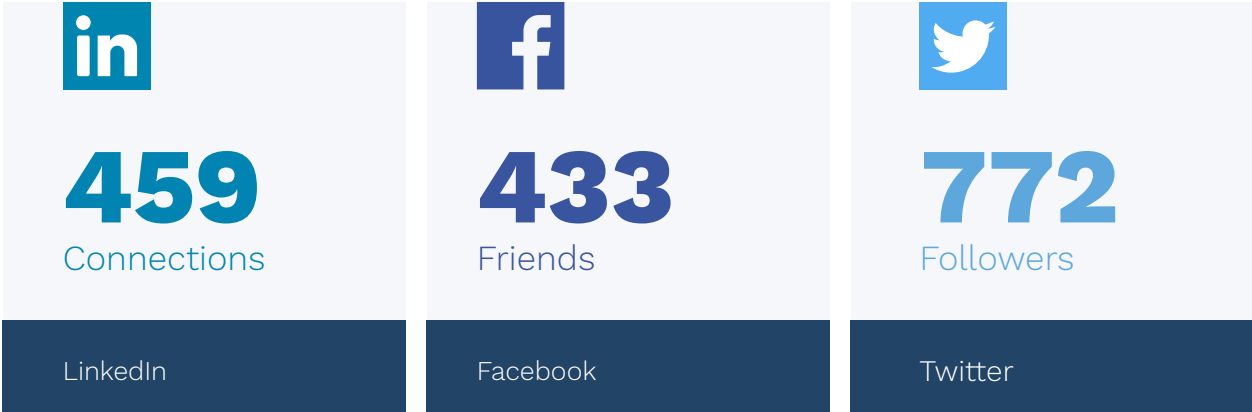 in
f
459
Connections
LinkedIn
433
Friends
Facebook
772
Followers
Twitter